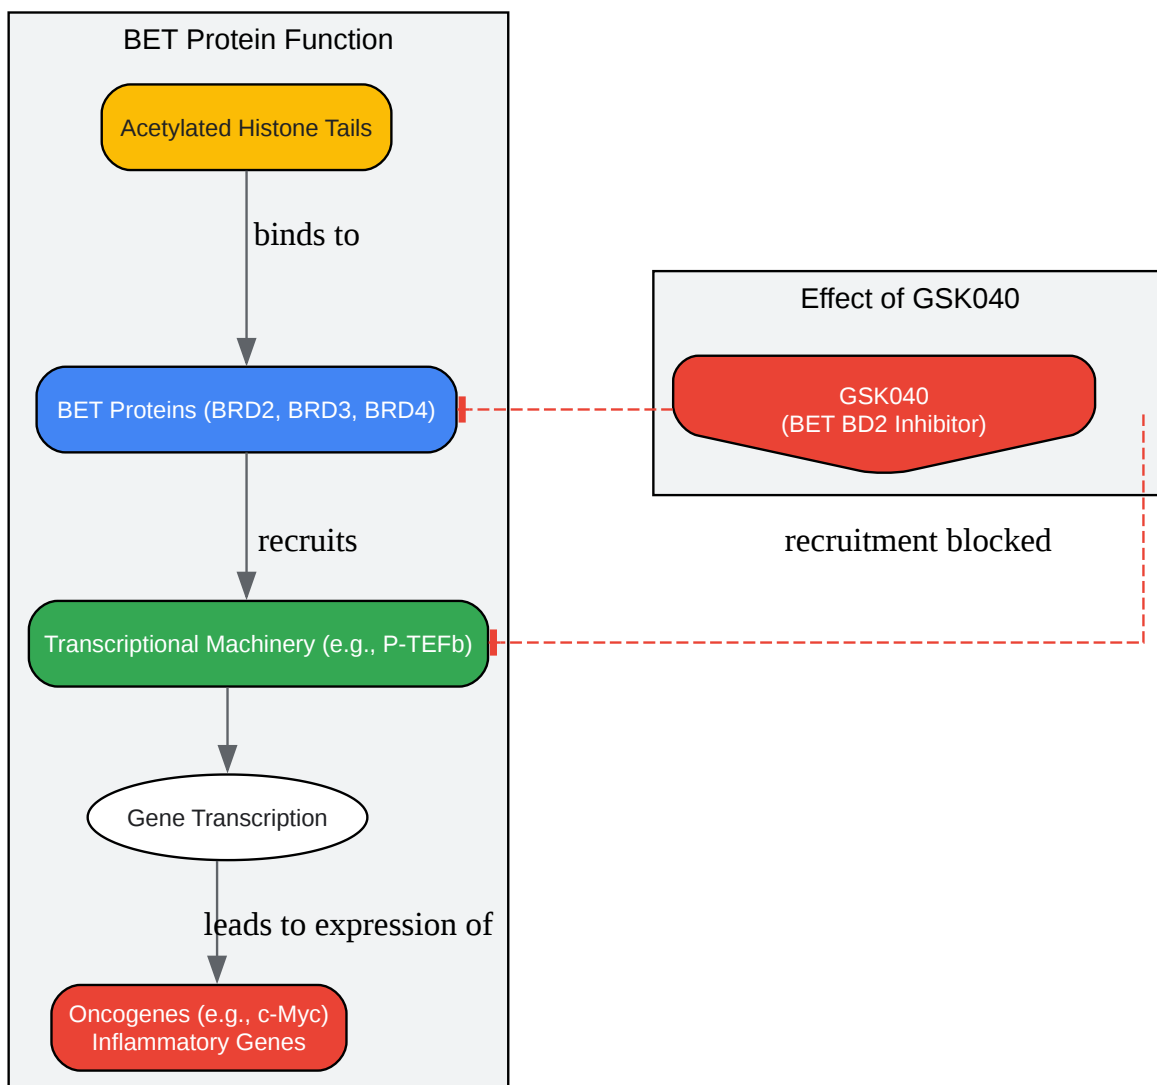 BET Protein Function
Acetylated Histone Tails
binds to
BET Proteins (BRD2, BRD3, BRD4)
recruits
Transcriptional Machinery (e.g., P-TEFb)
Gene Transcription
leads to expression of
Oncogenes (e.g., c-Myc)
Inflammatory Genes
Effect of GSK040
GSK040
(BET BD2 Inhibitor)
recruitment blocked